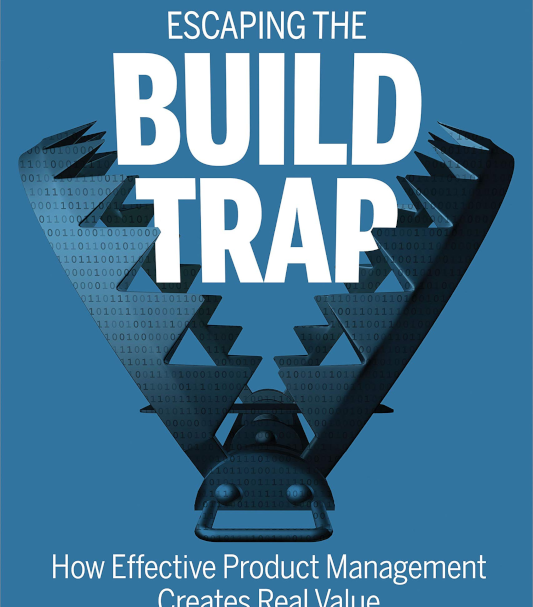 ESCAPING THE
BUILD
TRAP
How Effective Product Management
Creates Real Value